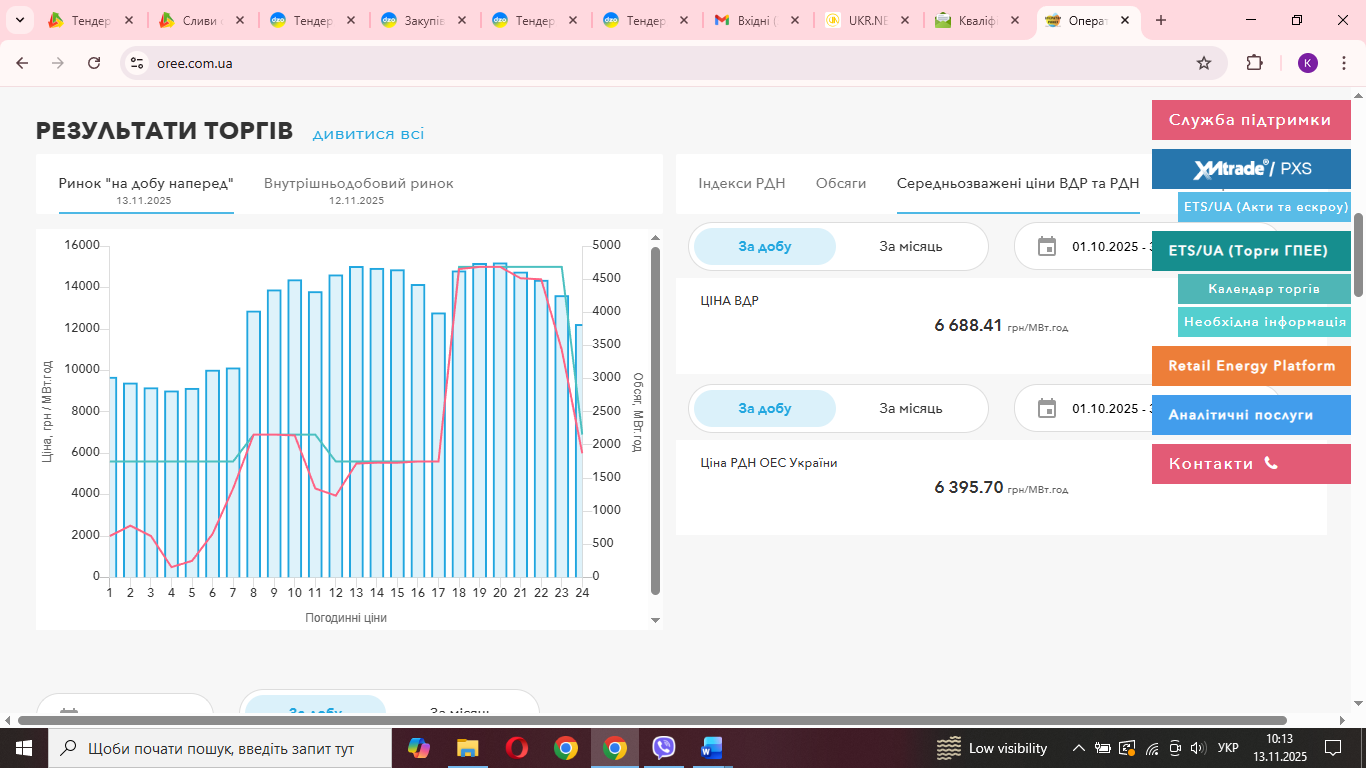 Тендер
Сливи
Тендер
Закупів
Тендер
Тендер
Вхідні (
UKR.NE
Кваліф
Операт
oree.com.ua
K
РЕЗУЛЬТАТИ ТОРГІВ дивитися всі
Ринок "на добу наперед"
13.11.2025
Внутрішньодобовий ринок
12.11.2025
16000
14000
12000
10000
8000
6000
4000
2000
0
Ціна, грн / МВт.год
5000
4500
4000
3500
3000
2500
2000
1500
1000
500
0
Обсяг, МВт.год
1 2 3 4 5 6 7 8 9 10 11 12 13 14 15 16 17 18 19 20 21 22 23 24
Погодинні ціни
Індекси РДН Обсяги Середньозважені ціни ВДР та РДН
За добу За місяць 01.10.2025 - 3
ЦІНА ВДР
6 688.41 грн/МВт.год
За добу За місяць 01.10.2025 - 3
Ціна РДН ОЕС України
6 395.70 грн/МВт.год
Служба підтримки
XMtrade®/ PXS
ETS/UA (Акти та ескроу)
ETS/UA (Торги ГПЕЕ)
Календар торгів
Необхідна інформація
Retail Energy Platform
Аналітичні послуги
Контакти
За добу За місяць
Щоби почати пошук, введіть запит тут
Low visibility
УКР
10:13
13.11.2025